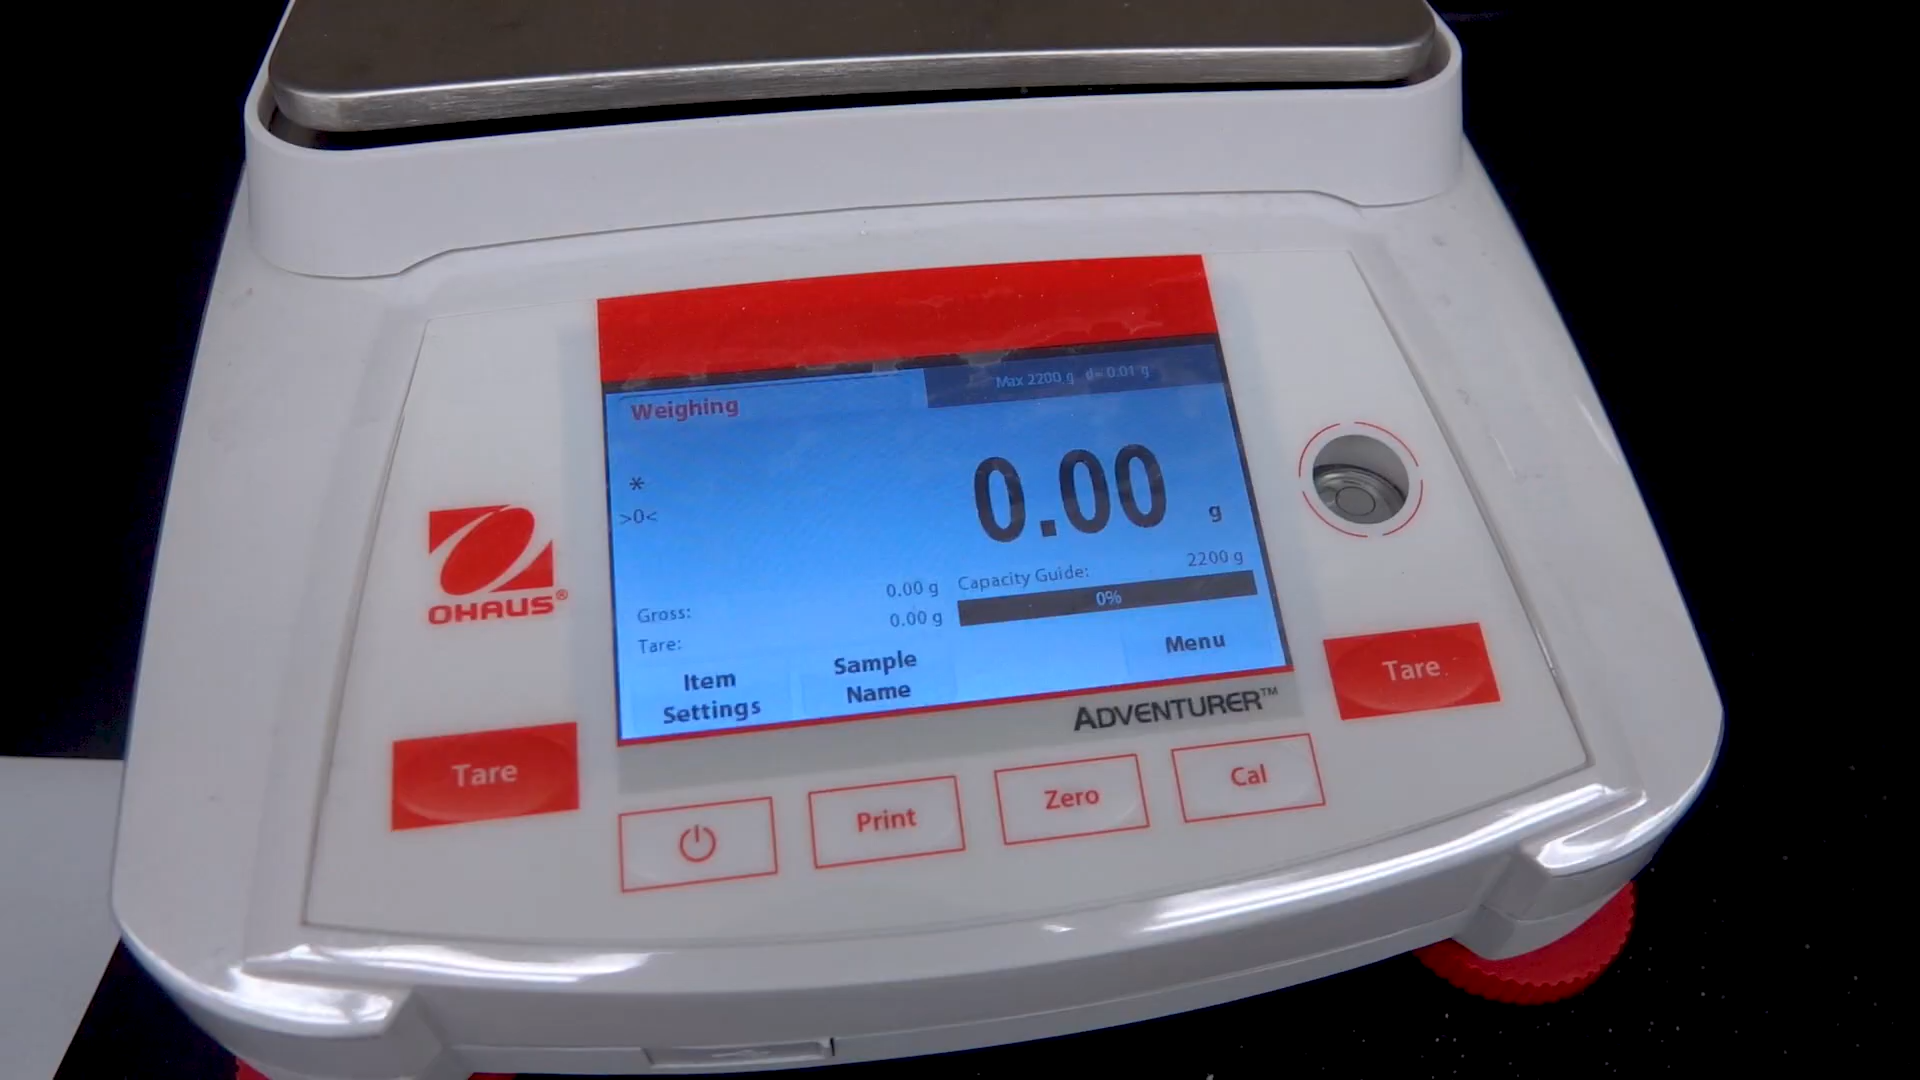 Max 2200 g d= 0.01 g
Weighing
*
>0<
0.00 g
Gross: 0.00 g
Tare: 0.00 g
Capacity Guide: 2200 g
0%
Item Settings
Sample Name
Menu
OHAUS®
ADVENTURER™
Tare
Tare
Print
Zero
Cal